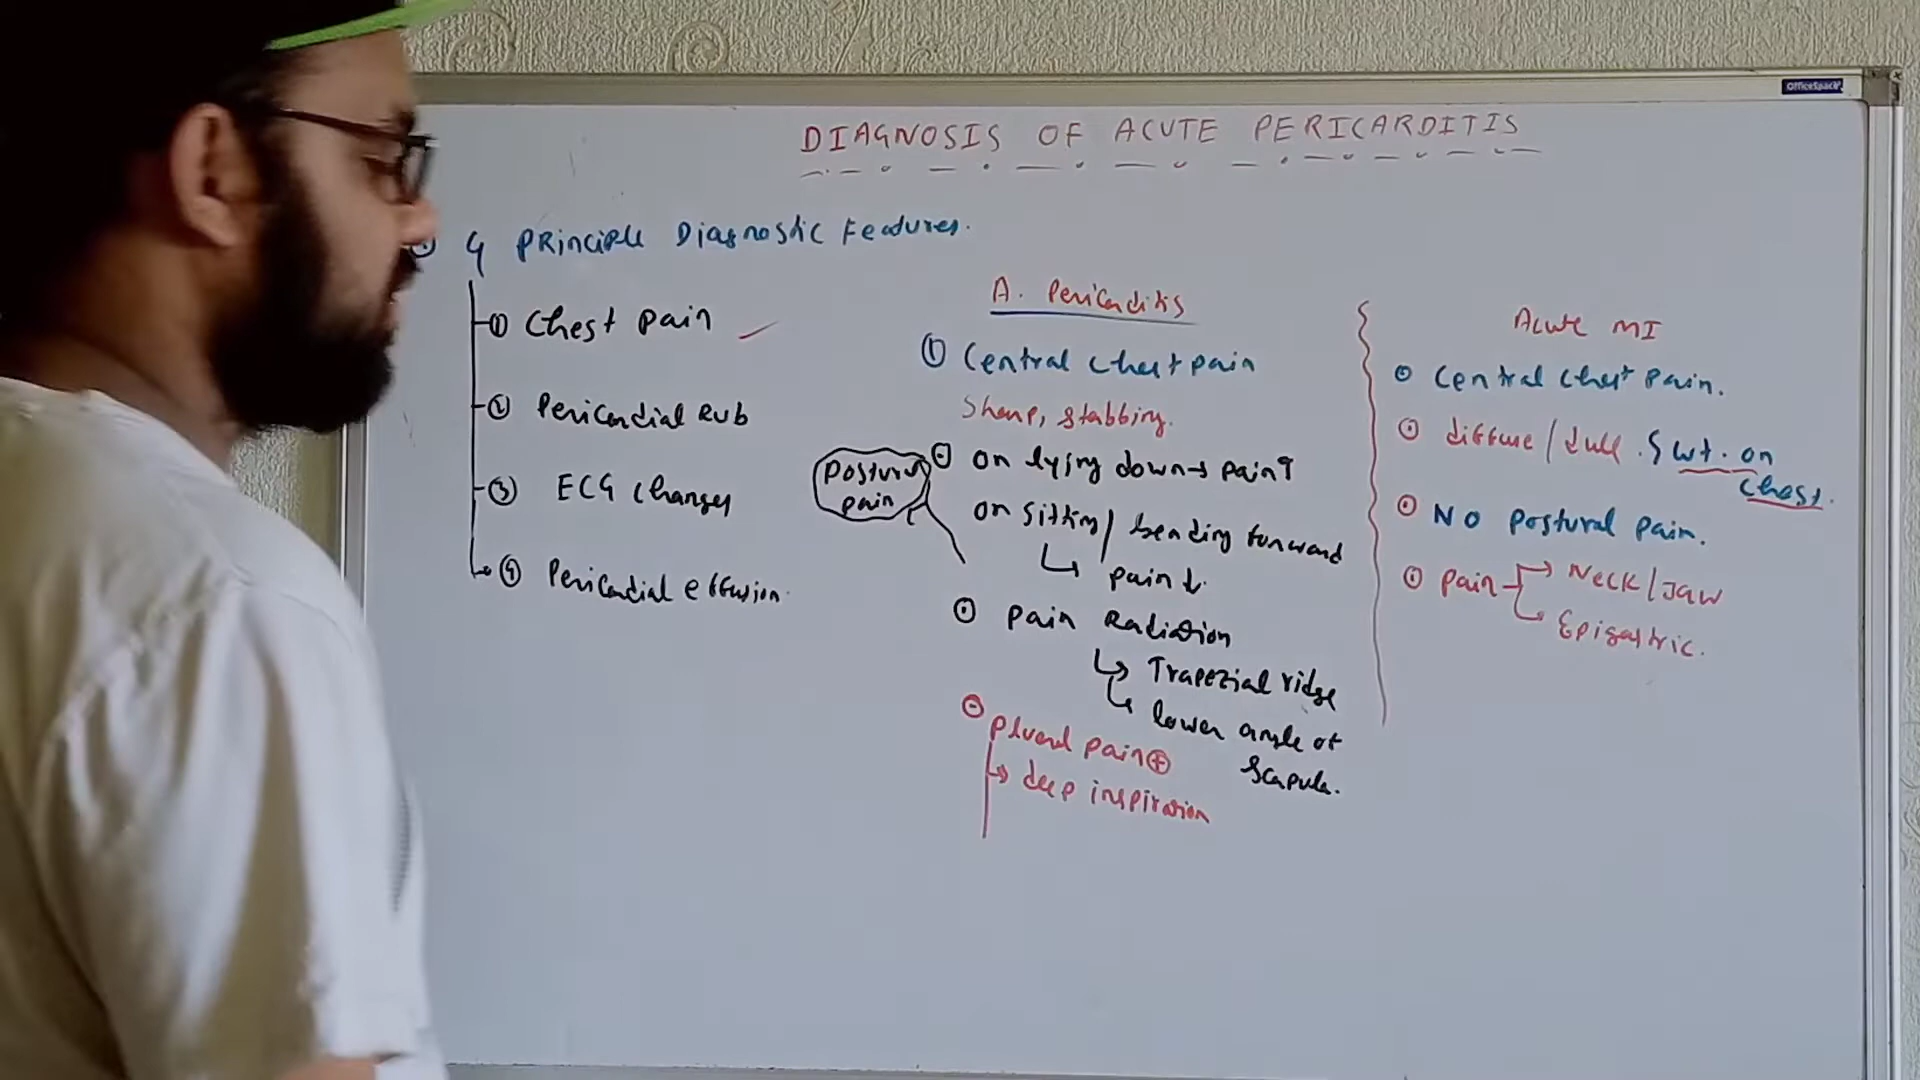 OfficeSpace
DIAGNOSIS OF ACUTE PERICARDITIS
4 PRinciple Diagnostic Features.
① Chest pain
② Pericardial Rub
③ ECG changes
④ Pericardial effusion.
A. Pericarditis
① Central chest pain
Sharp, stabbing.
Postural
pain
on lying down → pain↑
on sitting / bending forward
pain ↓.
pain Radiation
Trapezial ridge
lower angle of
Scapula.
pleural pain ⊕
deep inspiration
Acute MI
Central chest pain.
diffuse / dull. & wt. on
chest.
NO postural pain.
pain → Neck / Jaw
Epigastric.